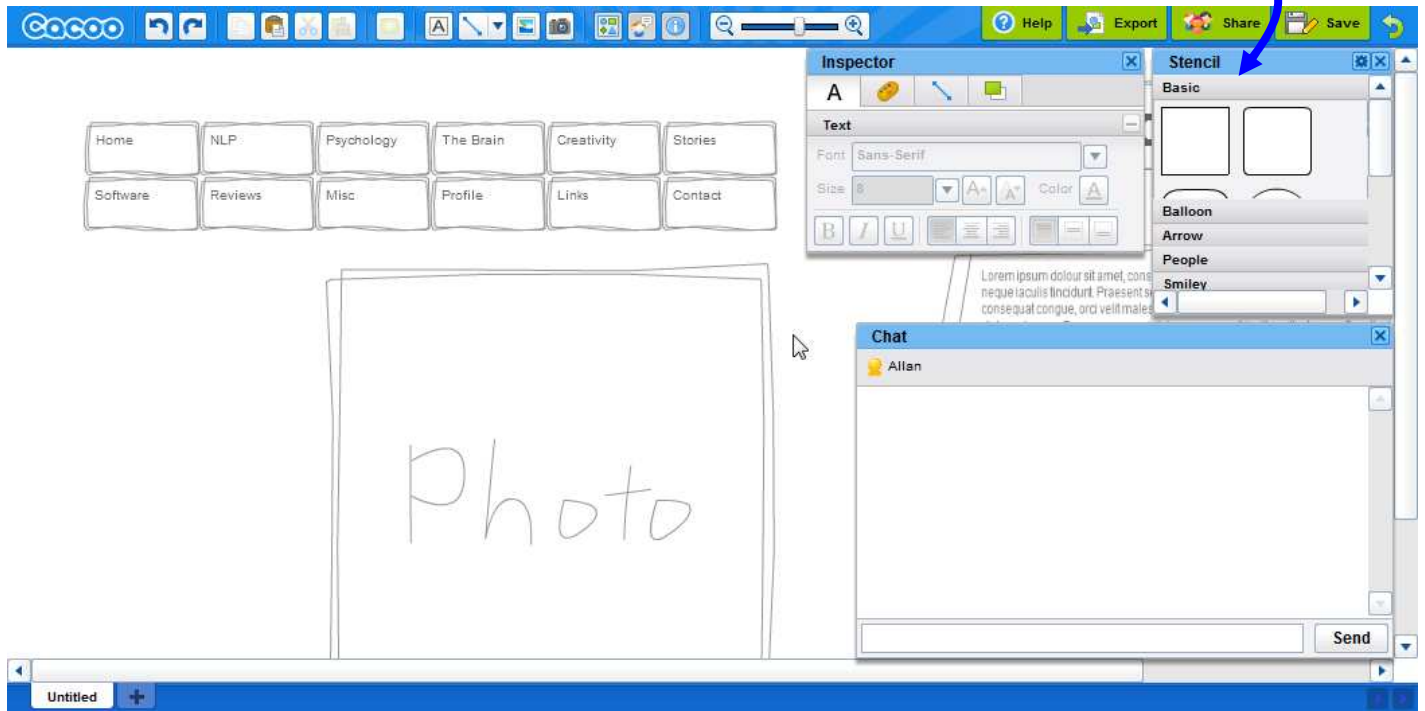 Cacoo A Help Export Share Save
Inspector
A
Text
Font Sans-Serif
Size 8 A A Color A
B I U
Stencil
Basic
Balloon
Arrow
People
Smiley
Home NLP Psychology The Brain Creativity Stories
Software Reviews Misc Profile Links Contact
Lorem ipsum dolour sit amet, cons
neque iaculis tincidunt. Praesent s
consequat congue, orci velit males
Photo
Chat
Allan
Send
Untitled